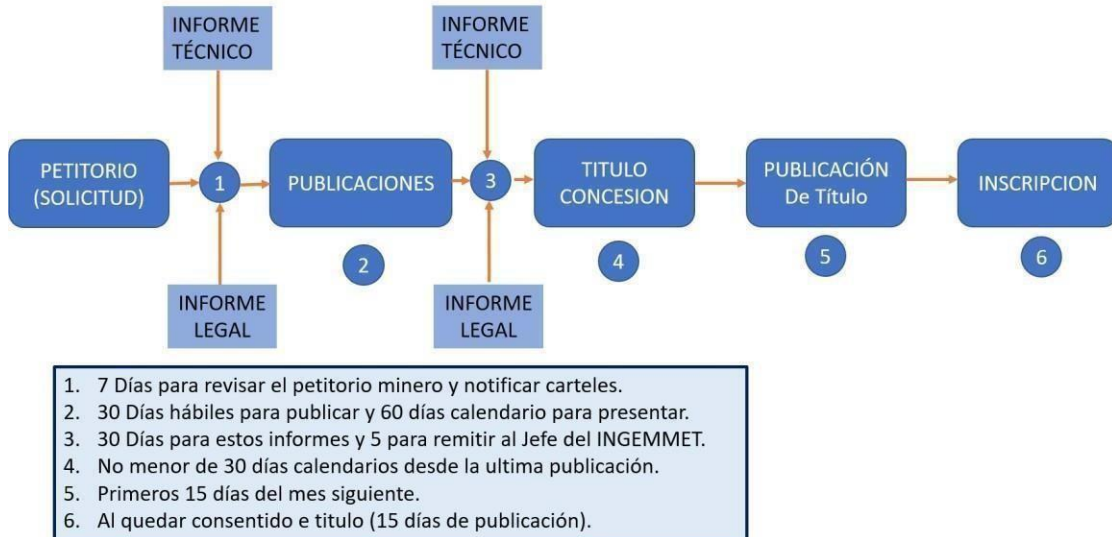 INFORME
TÉCNICO
INFORME
TÉCNICO
PETITORIO
(SOLICITUD)
1
PUBLICACIONES
3
TITULO
CONCESION
PUBLICACIÓN
De Título
INSCRIPCION
2
4
5
6
INFORME
LEGAL
INFORME
LEGAL
1. 7 Días para revisar el petitorio minero y notificar carteles.
2. 30 Días hábiles para publicar y 60 días calendario para presentar.
3. 30 Días para estos informes y 5 para remitir al Jefe del INGEMMET.
4. No menor de 30 días calendarios desde la ultima publicación.
5. Primeros 15 días del mes siguiente.
6. Al quedar consentido e titulo (15 días de publicación).